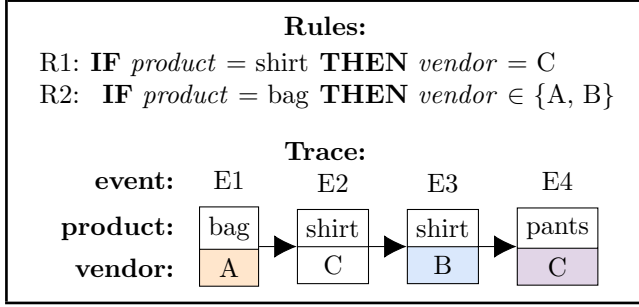 Rules:
R1: IF product = shirt THEN vendor = C
R2: IF product = bag THEN vendor ∈ {A, B}
Trace:
event: E1 E2 E3 E4
product: bag shirt shirt pants
vendor: A C B C